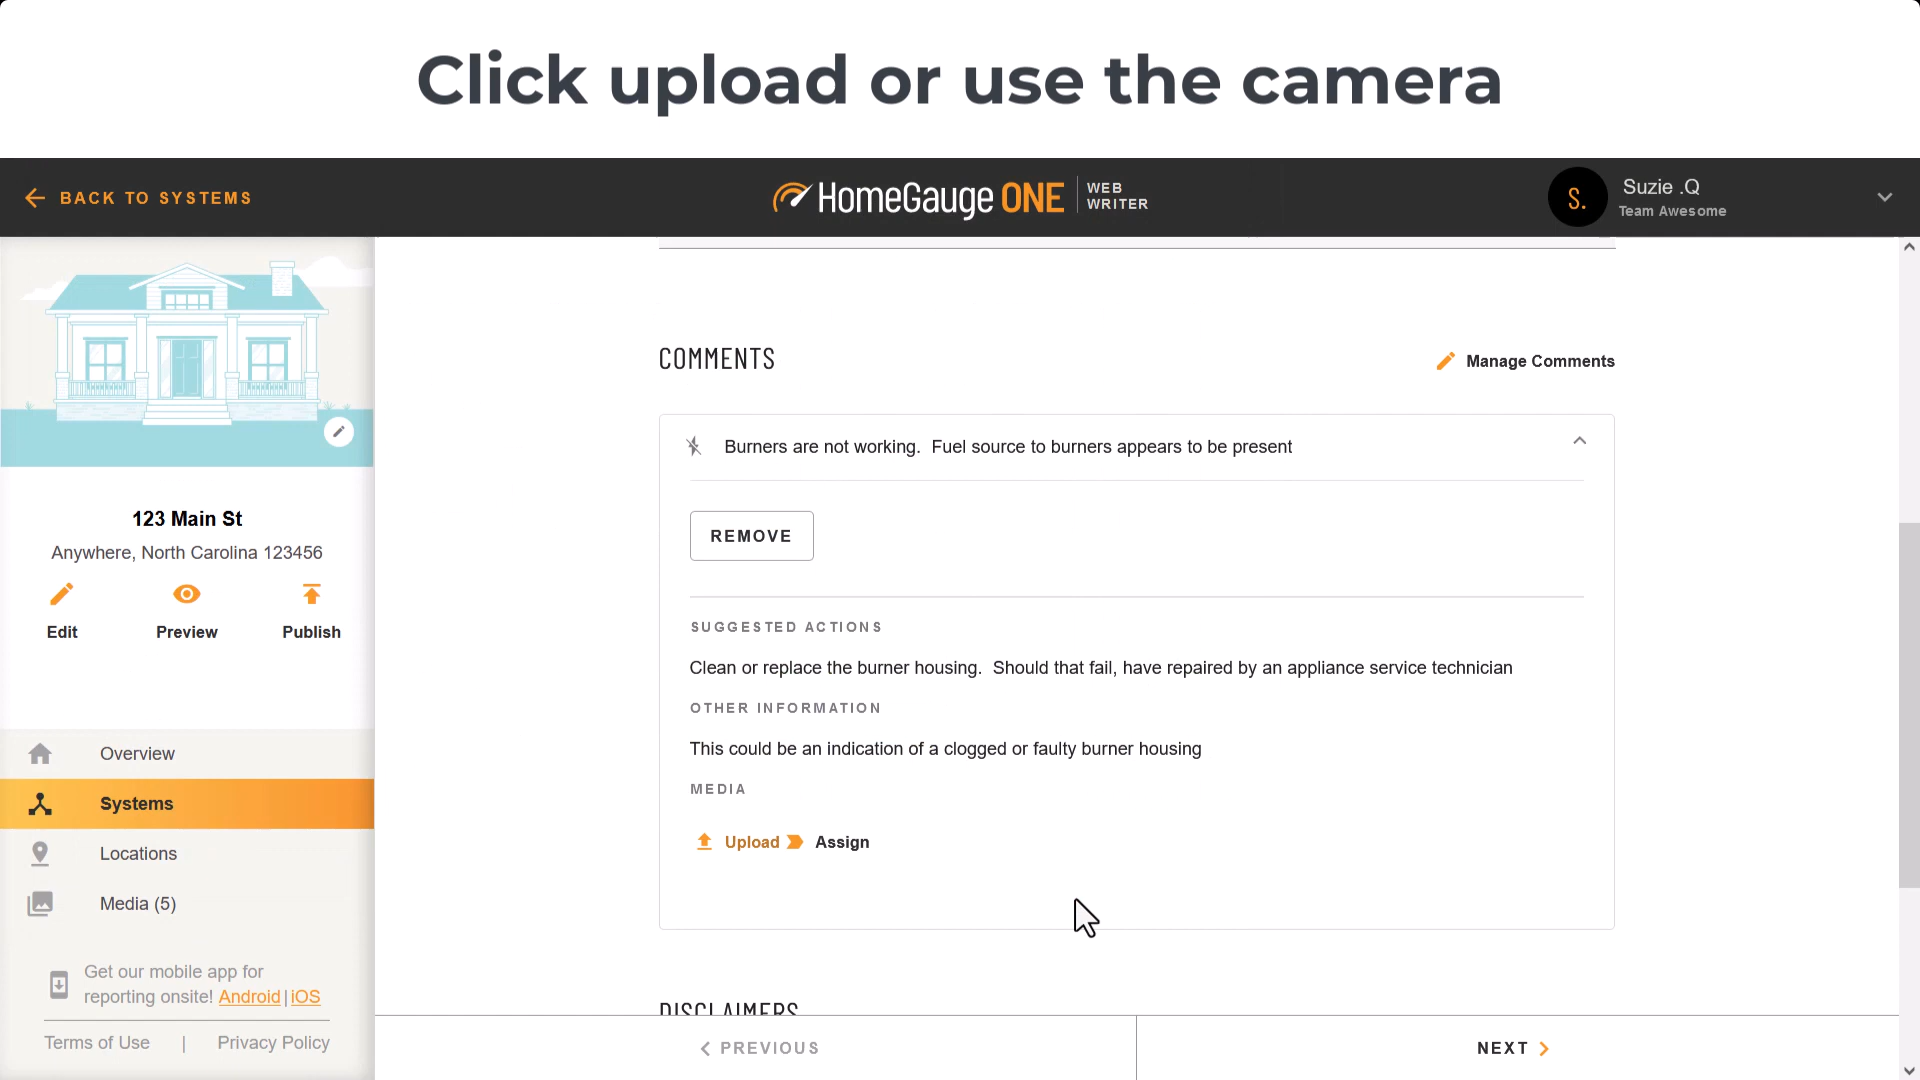 Click upload or use the camera
BACK TO SYSTEMS
HomeGauge ONE
WEB
WRITER
S.
Suzie .Q
Team Awesome
123 Main St
Anywhere, North Carolina 123456
Edit
Preview
Publish
Overview
Systems
Locations
Media (5)
Get our mobile app for
reporting onsite! Android | iOS
Terms of Use | Privacy Policy
COMMENTS
Manage Comments
Burners are not working.  Fuel source to burners appears to be present
REMOVE
SUGGESTED ACTIONS
Clean or replace the burner housing.  Should that fail, have repaired by an appliance service technician
OTHER INFORMATION
This could be an indication of a clogged or faulty burner housing
MEDIA
Upload
Assign
DISCLAIMERS
PREVIOUS
NEXT